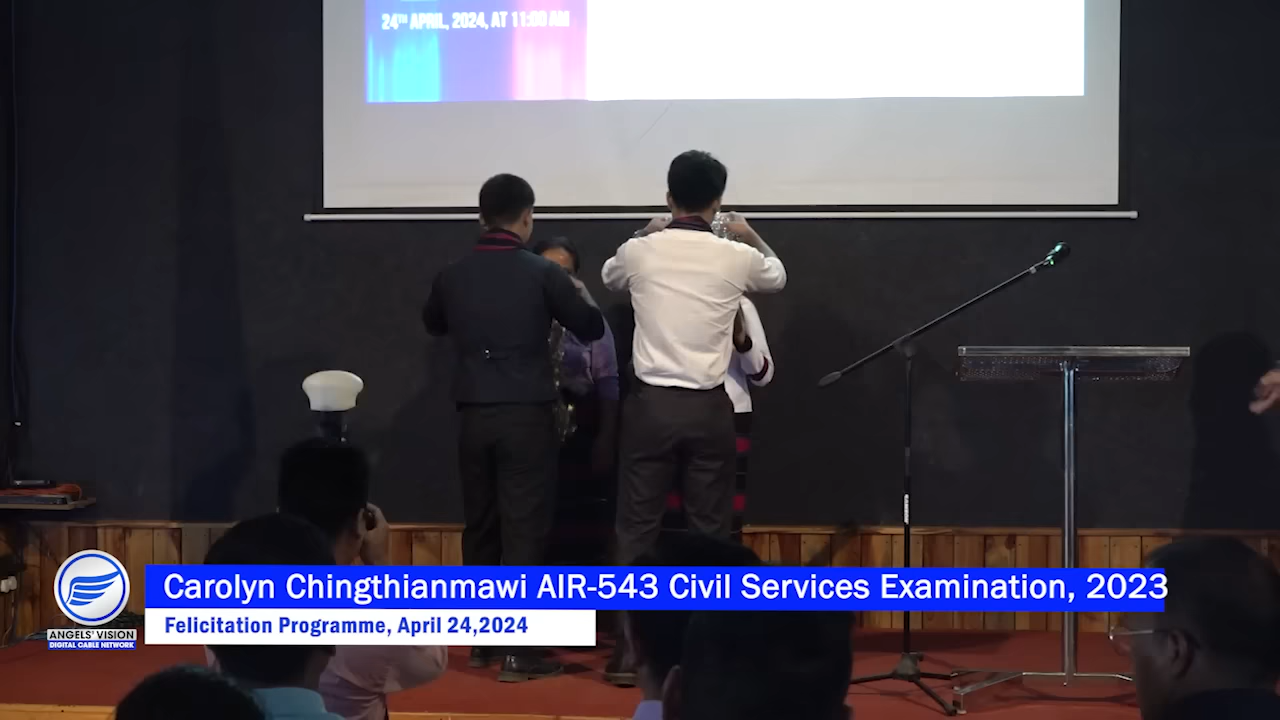 24TH APRIL, 2024, AT 11:00 AM
Carolyn Chingthianmawi AIR-543 Civil Services Examination, 2023
Felicitation Programme, April 24,2024
ANGELS' VISION
DIGITAL CABLE NETWORK